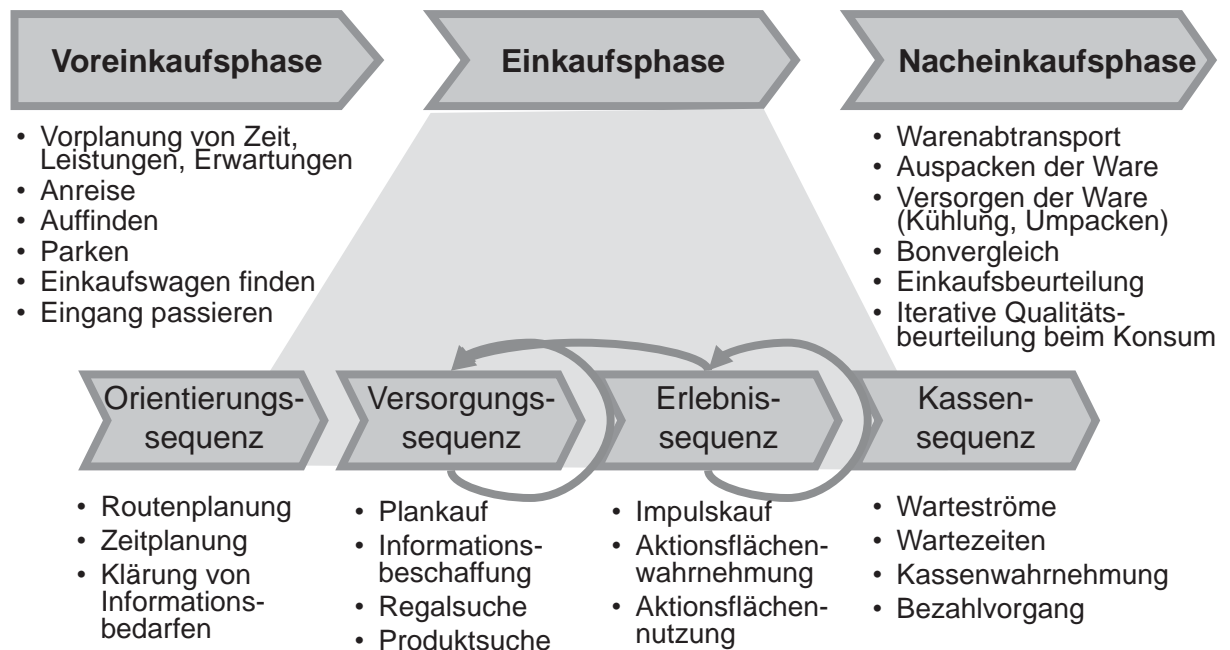 Voreinkaufsphase
Einkaufsphase
Nacheinkaufsphase
• Vorplanung von Zeit,
Leistungen, Erwartungen
• Anreise
• Auffinden
• Parken
• Einkaufswagen finden
• Eingang passieren
• Warenabtransport
• Auspacken der Ware
• Versorgen der Ware
(Kühlung, Umpacken)
• Bonvergleich
• Einkaufsbeurteilung
• Iterative Qualitäts-
beurteilung beim Konsum
Orientierungs-
sequenz
Versorgungs-
sequenz
Erlebnis-
sequenz
Kassen-
sequenz
• Routenplanung
• Zeitplanung
• Klärung von
Informations-
bedarfen
• Plankauf
• Informations-
beschaffung
• Regalsuche
• Produktsuche
• Impulskauf
• Aktionsflächen-
wahrnehmung
• Aktionsflächen-
nutzung
• Warteströme
• Wartezeiten
• Kassenwahrnehmung
• Bezahlvorgang